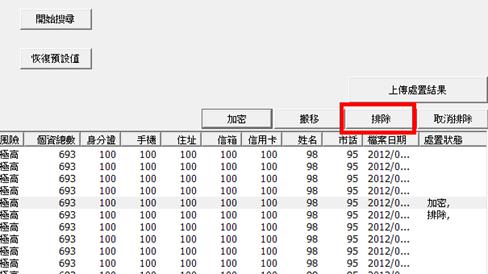 開始搜尋
恢復預設值
上傳處置結果
加密 搬移 排除 取消排除
風險 個資總數 身分證 手機 住址 信箱 信用卡 姓名 市話 檔案日期 處置狀態
極高 693 100 100 100 100 100 98 95 2012/0...
極高 693 100 100 100 100 100 98 95 2012/0...
極高 693 100 100 100 100 100 98 95 2012/0...
極高 693 100 100 100 100 100 98 95 2012/0...
極高 693 100 100 100 100 100 98 95 2012/0... 加密,
極高 693 100 100 100 100 100 98 95 2012/0... 排除,
極高 693 100 100 100 100 100 98 95 2012/0...
極高 693 100 100 100 100 100 98 95 2012/0...
極高 693 100 100 100 100 100 98 95 2012/0...
極高 693 100 100 100 100 100 98 95 2012/0...